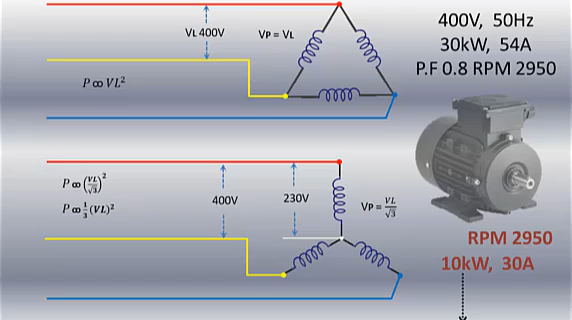 VL 400V
VP = VL
P ∞ VL²
400V, 50Hz
30kW, 54A
P.F 0.8 RPM 2950
P ∞ (VL/√3)²
P ∞ 1/3 (VL)²
400V
230V
VP = VL/√3
RPM 2950
10kW, 30A